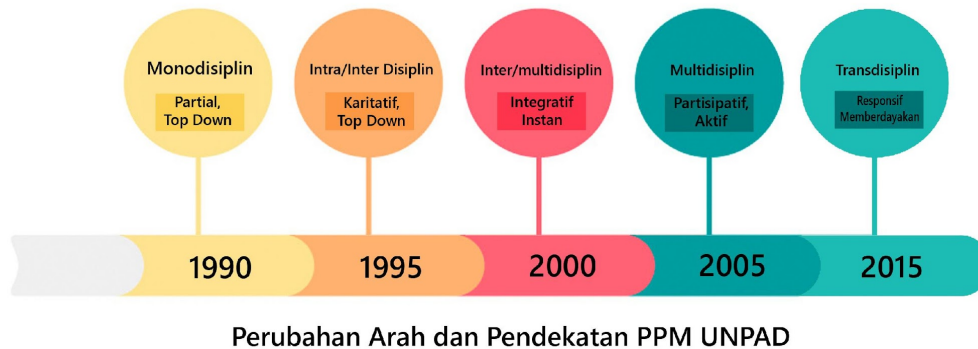 Monodisiplin
Partial,
Top Down
Intra/Inter Disiplin
Karitatif,
Top Down
Inter/multidisiplin
Integratif
Instan
Multidisiplin
Partisipatif,
Aktif
Transdisiplin
Responsif
Memberdayakan
1990
1995
2000
2005
2015
Perubahan Arah dan Pendekatan PPM UNPAD